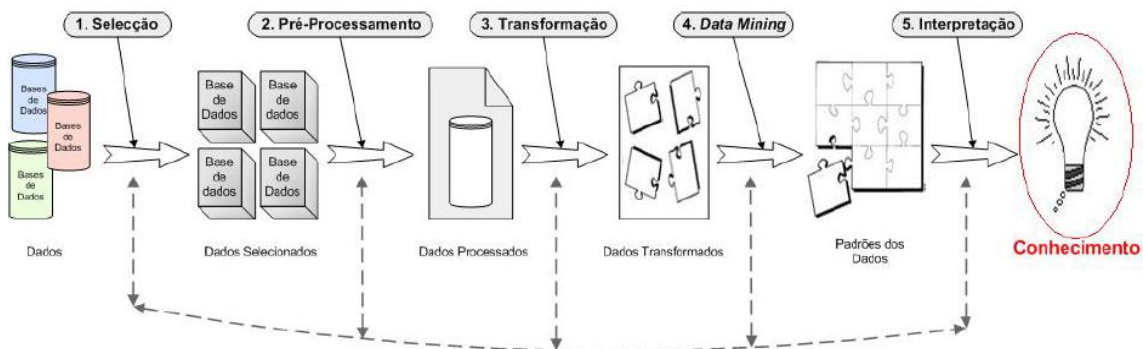 1. Selecção
2. Pré-Processamento
3. Transformação
4. Data Mining
5. Interpretação
Bases
de
Dados
Bases
de
Dados
Bases
de
Dados
Base
de
Dados
Base
de
Dados
Base
de
dados
Base
de
Dados
Dados
Dados Selecionados
Dados Processados
Dados Transformados
Padrões dos
Dados
Conhecimento